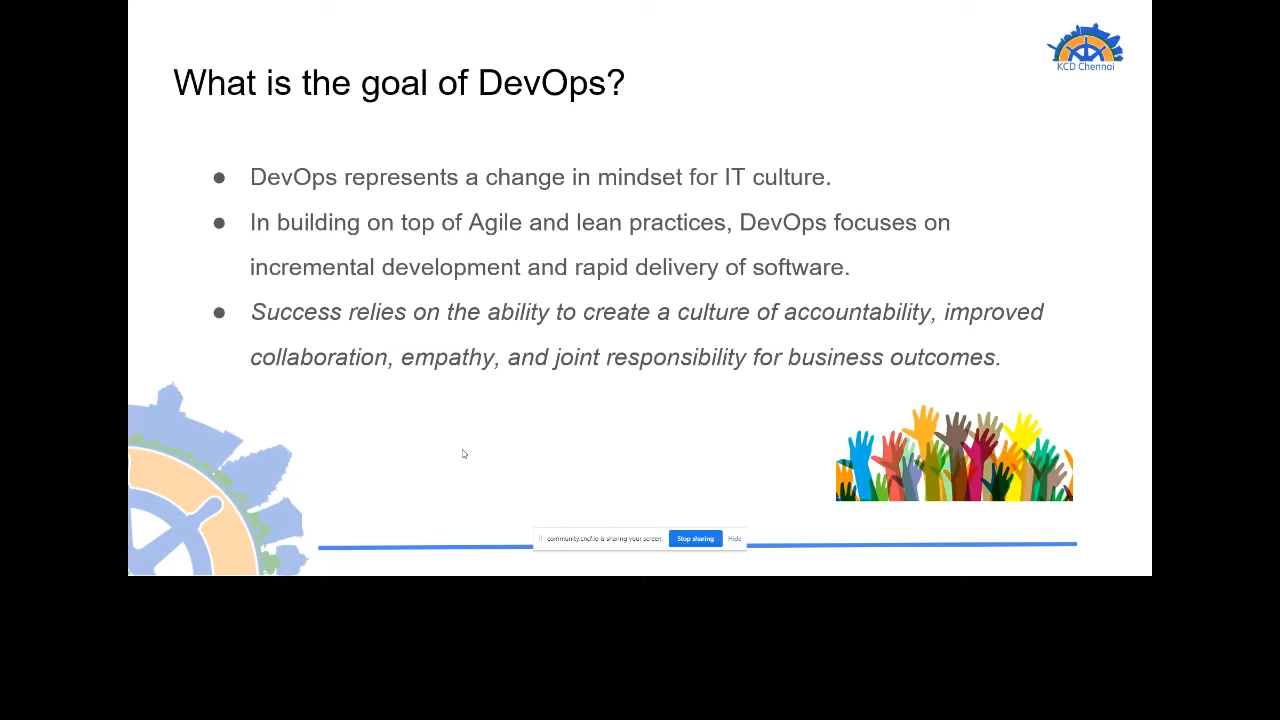 KCD Chennai
What is the goal of DevOps?
● DevOps represents a change in mindset for IT culture.
● In building on top of Agile and lean practices, DevOps focuses on
incremental development and rapid delivery of software.
● Success relies on the ability to create a culture of accountability, improved
collaboration, empathy, and joint responsibility for business outcomes.
community.cncf.io is sharing your screen. Stop sharing Hide